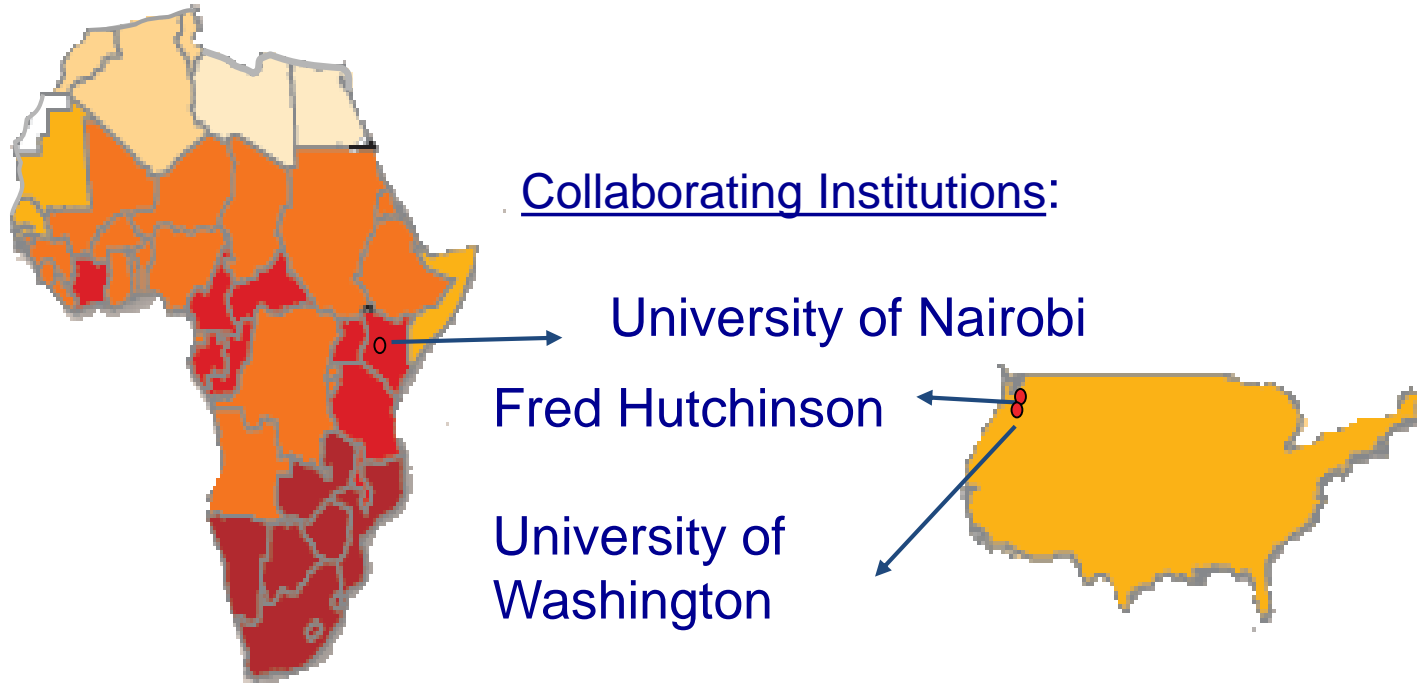 Collaborating Institutions:
University of Nairobi
Fred Hutchinson
University of
Washington